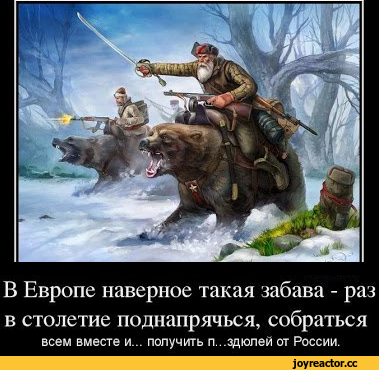 В Европе наверное такая забава - раз
в столетие поднапрячься, собраться
всем вместе и... получить п...здюлей от России.
joyreactor.cc